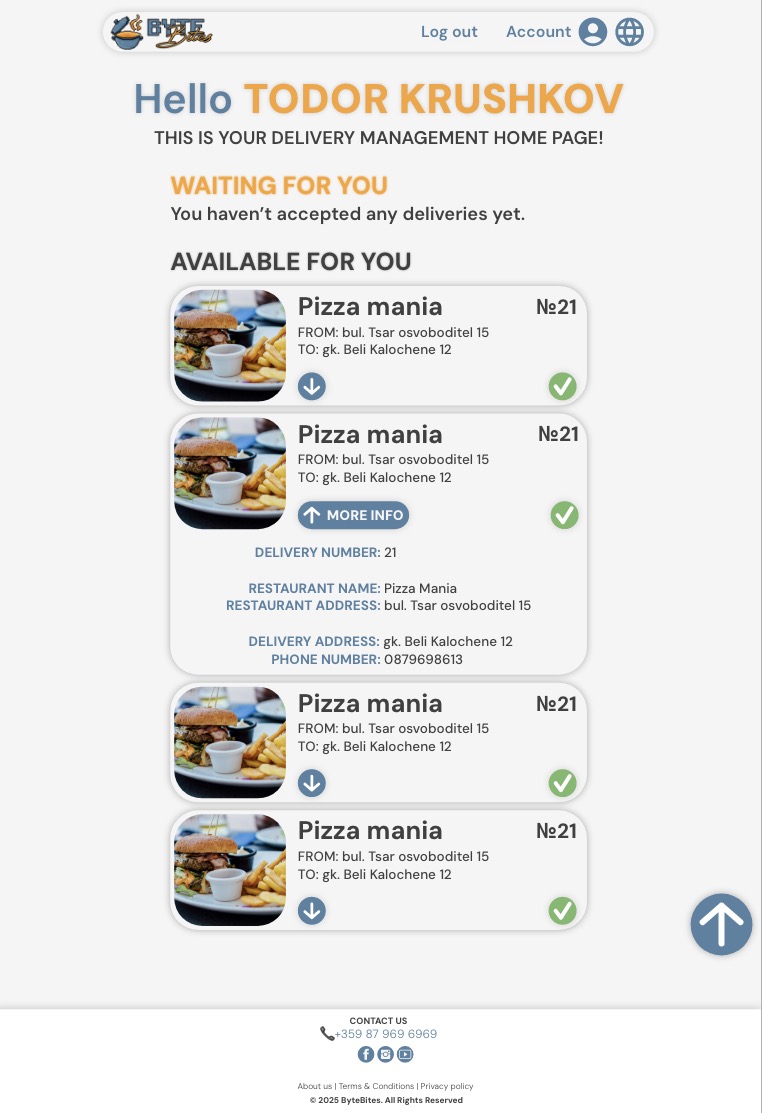 BYTE Bites
Log out Account
Hello TODOR KRUSHKOV
THIS IS YOUR DELIVERY MANAGEMENT HOME PAGE!
WAITING FOR YOU
You haven’t accepted any deliveries yet.
AVAILABLE FOR YOU
Pizza mania №21
FROM: bul. Tsar osvoboditel 15
TO: gk. Beli Kalochene 12
Pizza mania №21
FROM: bul. Tsar osvoboditel 15
TO: gk. Beli Kalochene 12
MORE INFO
DELIVERY NUMBER: 21
RESTAURANT NAME: Pizza Mania
RESTAURANT ADDRESS: bul. Tsar osvoboditel 15
DELIVERY ADDRESS: gk. Beli Kalochene 12
PHONE NUMBER: 0879698613
Pizza mania №21
FROM: bul. Tsar osvoboditel 15
TO: gk. Beli Kalochene 12
Pizza mania №21
FROM: bul. Tsar osvoboditel 15
TO: gk. Beli Kalochene 12
CONTACT US
+359 87 969 6969
About us | Terms & Conditions | Privacy policy
© 2025 ByteBites. All Rights Reserved